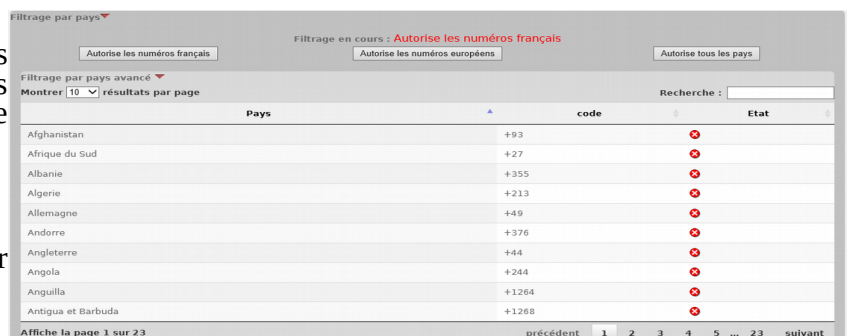 Filtrage par pays
Filtrage en cours : Autorise les numéros français
Autorise les numéros français Autorise les numéros européens Autorise tous les pays
s
Filtrage par pays avancé
s
Montrer 10 résultats par page Recherche :
e
Pays code Etat
Afghanistan +93
Afrique du Sud +27
Albanie +355
Algerie +213
Allemagne +49
Andorre +376
Angleterre +44
r
Angola +244
Anguilla +1264
Antigua et Barbuda +1268
Affiche la page 1 sur 23 précédent 1 2 3 4 5 ... 23 suivant